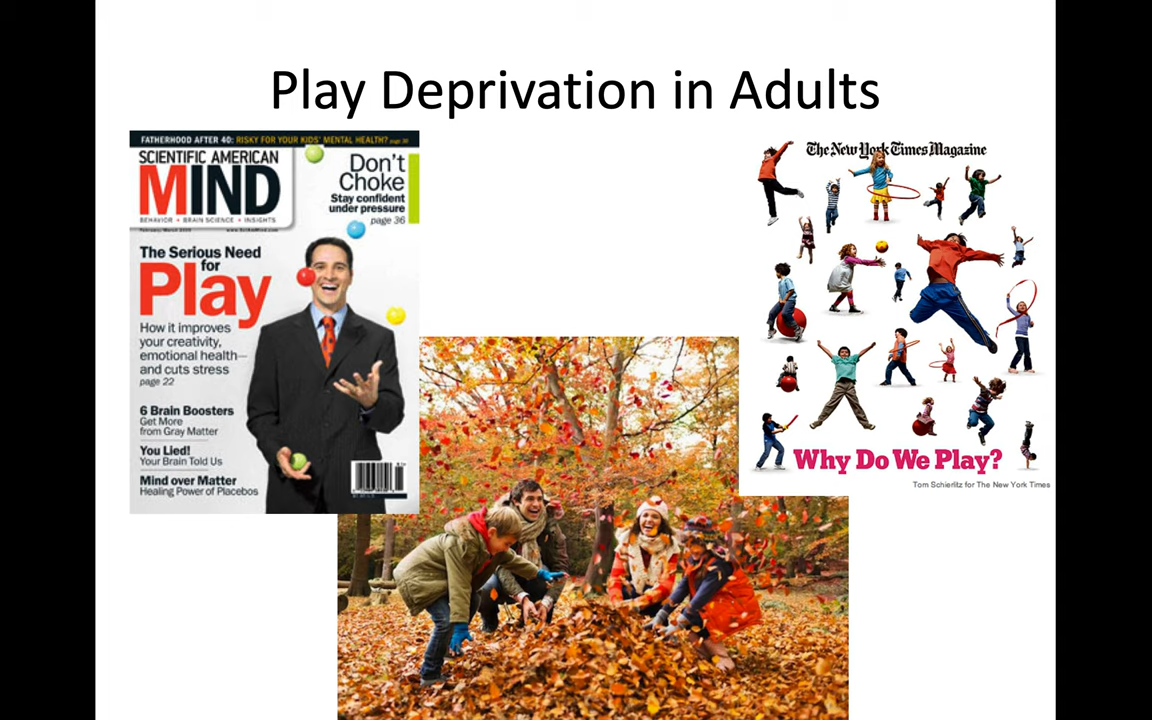 Play Deprivation in Adults
FATHERHOOD AFTER 40: RISKY FOR YOUR KIDS' MENTAL HEALTH? page 30
SCIENTIFIC AMERICAN
MIND
BEHAVIOR • BRAIN SCIENCE • INSIGHTS
Don't
Choke
Stay confident
under pressure
page 36
The Serious Need
for
Play
How it improves
your creativity,
emotional health—
and cuts stress
page 22
6 Brain Boosters
Get More
from Gray Matter
You Lied!
Your Brain Told Us
Mind over Matter
Healing Power of Placebos
The New York Times Magazine
Why Do We Play?
Tom Schierlitz for The New York Times